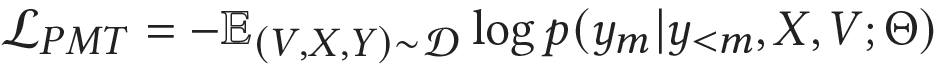 ℒ_{PMT} = −𝔼_{(V,X,Y)∼𝒟} log p(y_m|y_{<m}, X, V; Θ)